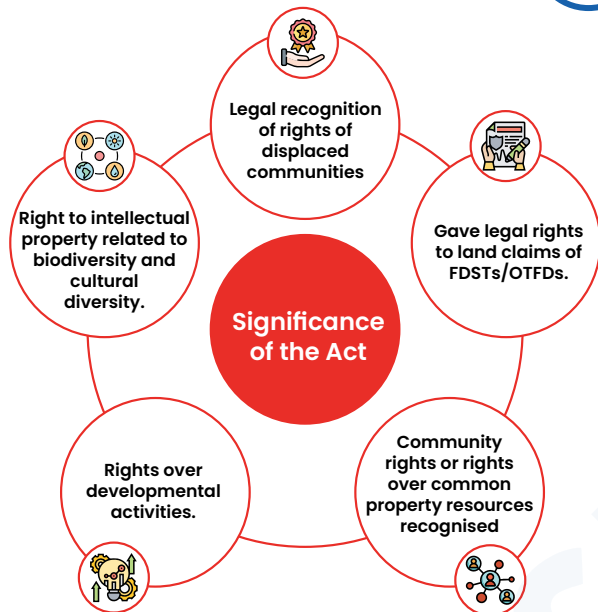 Legal recognition
of rights of
displaced
communities
Gave legal rights
to land claims of
FDSTs/OTFDs.
Community
rights or rights
over common
property resources
recognised
Rights over
developmental
activities.
Right to intellectual
property related to
biodiversity and
cultural
diversity.
Significance
of the Act